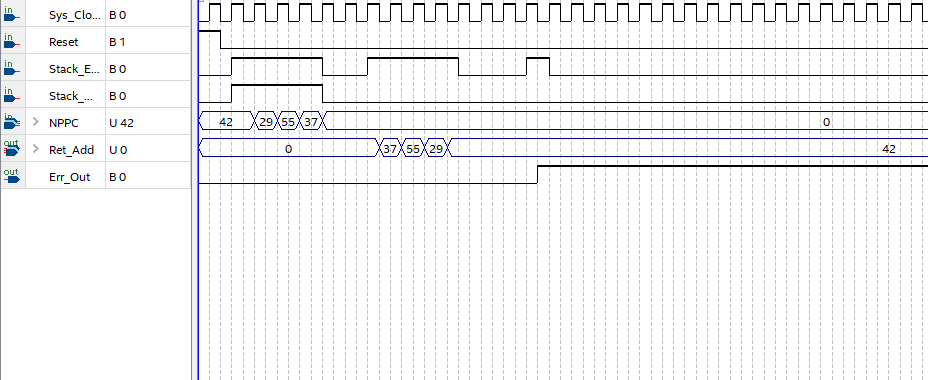 in Sys_Clo... B 0
in Reset B 1
in Stack_E... B 0
in Stack_... B 0
in > NPPC U 42 42 29 55 37 0
out > Ret_Add U 0 0 37 55 29 42
out Err_Out B 0